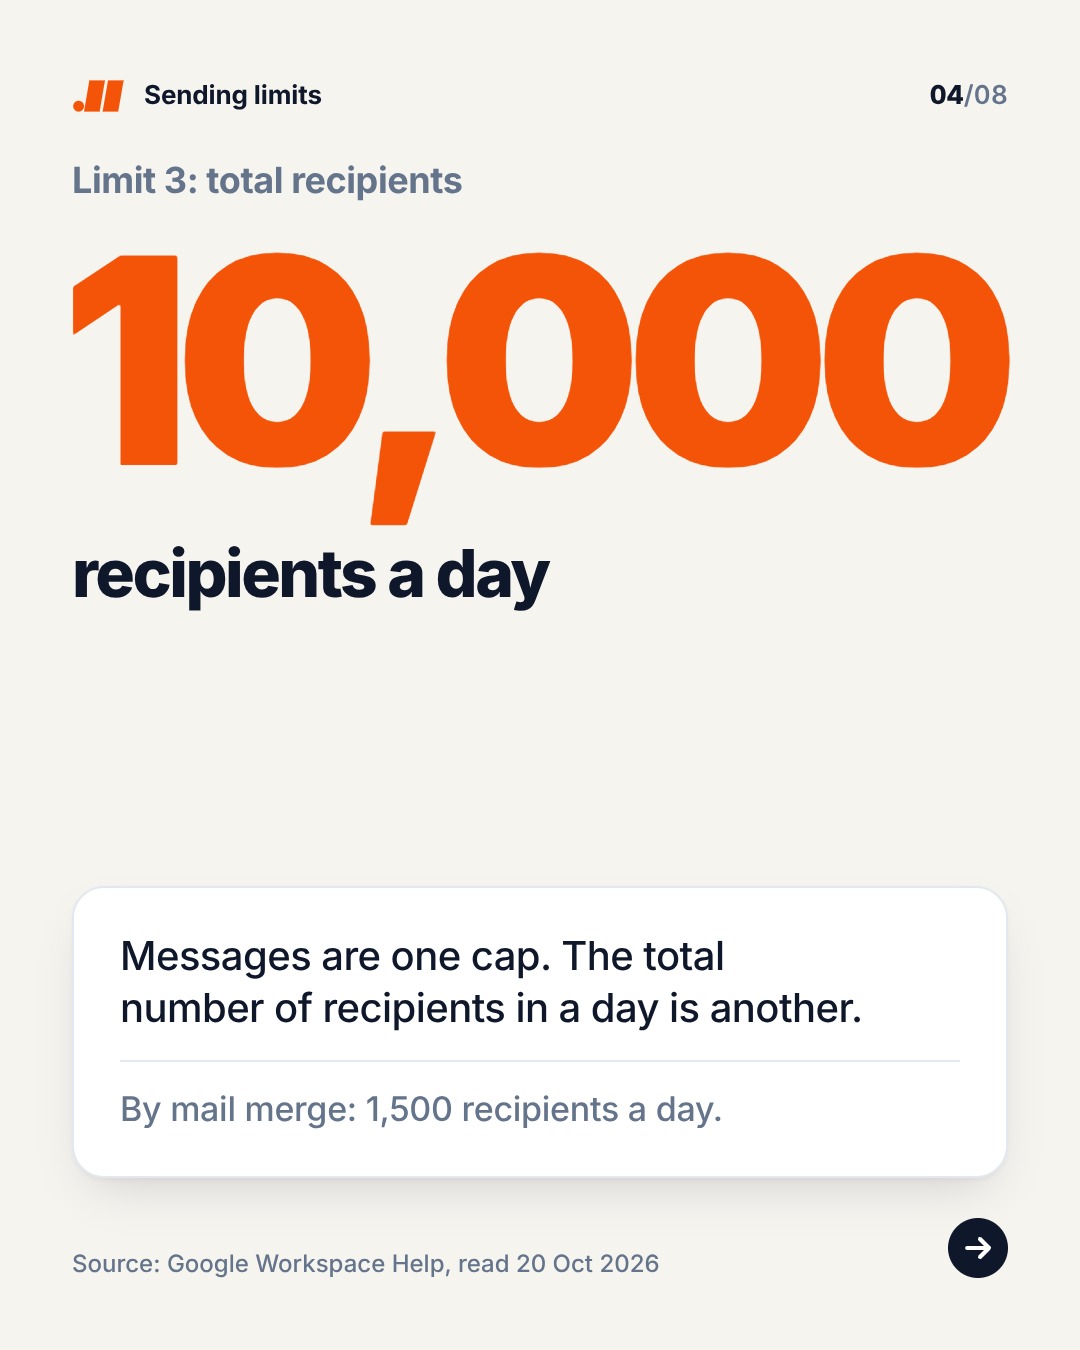 Sending limits
04/08
Limit 3: total recipients
10,000
recipients a day
Messages are one cap. The total
number of recipients in a day is another.
By mail merge: 1,500 recipients a day.
Source: Google Workspace Help, read 20 Oct 2026